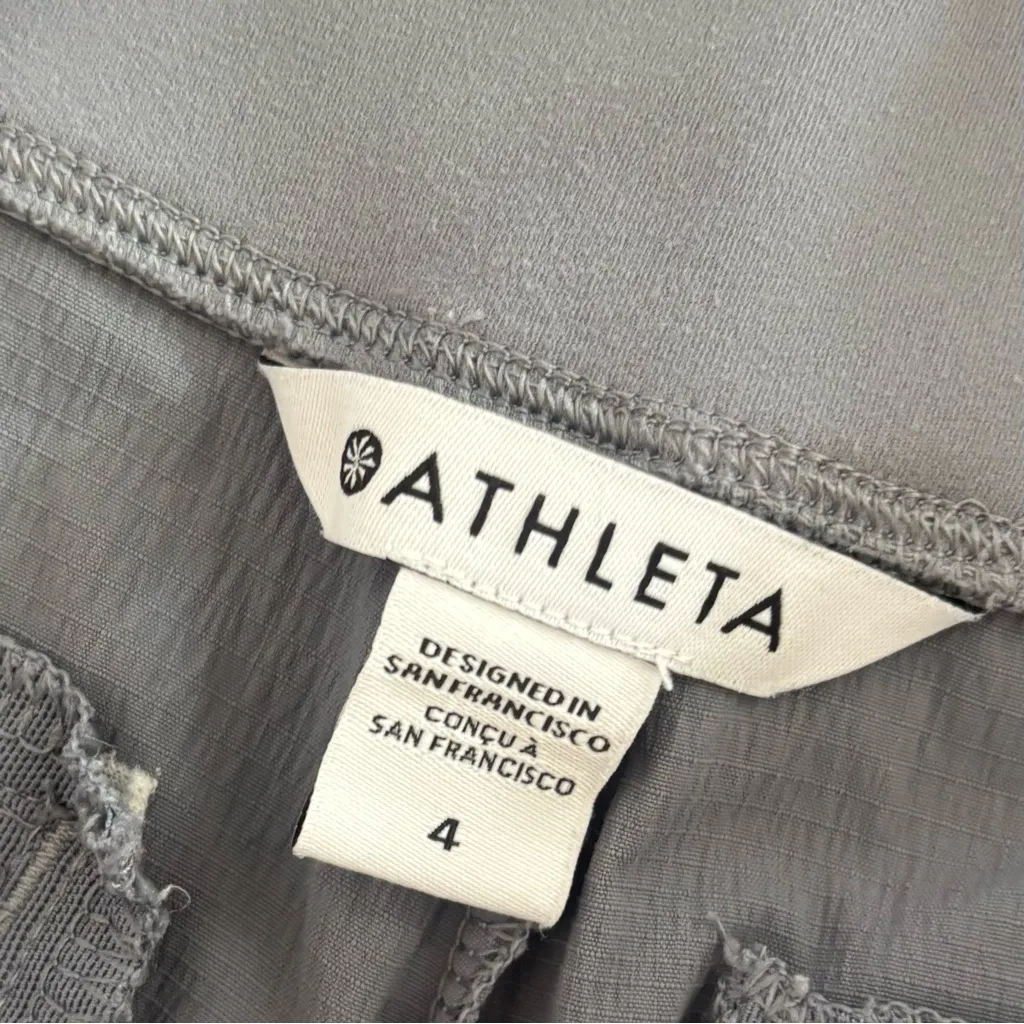 ATHLETA
DESIGNED IN
SAN FRANCISCO
CONÇU À
SAN FRANCISCO
4